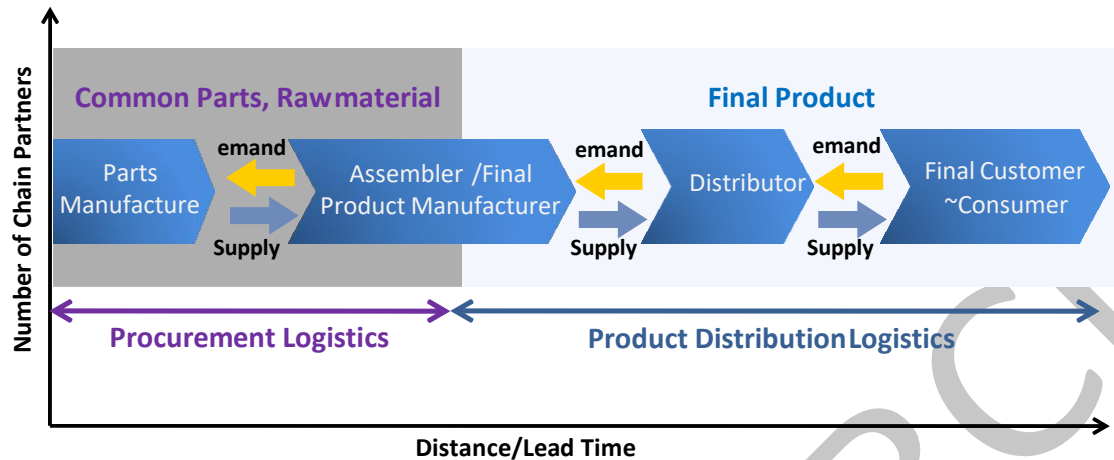 Number of Chain Partners
Common Parts, Rawmaterial
Final Product
Parts
Manufacture
emand
Supply
Assembler /Final
Product Manufacturer
emand
Supply
Distributor
emand
Supply
Final Customer
~Consumer
Procurement Logistics
Product DistributionLogistics
Distance/Lead Time